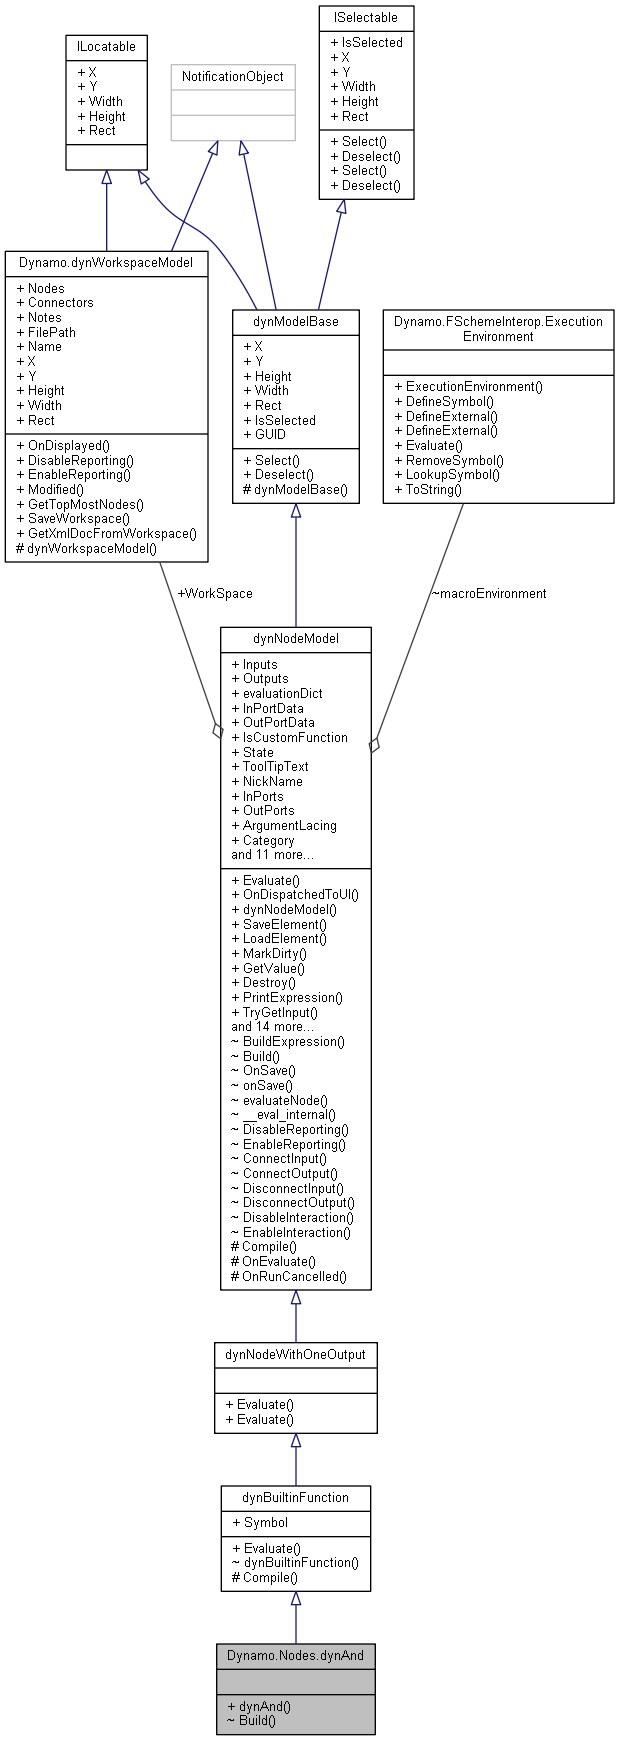 ILocatable
+ X
+ Y
+ Width
+ Height
+ Rect
NotificationObject
ISelectable
+ IsSelected
+ X
+ Y
+ Width
+ Height
+ Rect
+ Select()
+ Deselect()
+ Select()
+ Deselect()
Dynamo.dynWorkspaceModel
+ Nodes
+ Connectors
+ Notes
+ FilePath
+ Name
+ X
+ Y
+ Height
+ Width
+ Rect
+ OnDisplayed()
+ DisableReporting()
+ EnableReporting()
+ Modified()
+ GetTopMostNodes()
+ SaveWorkspace()
+ GetXmlDocFromWorkspace()
# dynWorkspaceModel()
dynModelBase
+ X
+ Y
+ Height
+ Width
+ Rect
+ IsSelected
+ GUID
+ Select()
+ Deselect()
# dynModelBase()
Dynamo.FSchemeInterop.Execution
Environment
+ ExecutionEnvironment()
+ DefineSymbol()
+ DefineExternal()
+ DefineExternal()
+ Evaluate()
+ RemoveSymbol()
+ LookupSymbol()
+ ToString()
+WorkSpace
~macroEnvironment
dynNodeModel
+ Inputs
+ Outputs
+ evaluationDict
+ InPortData
+ OutPortData
+ IsCustomFunction
+ State
+ ToolTipText
+ NickName
+ InPorts
+ OutPorts
+ ArgumentLacing
+ Category
and 11 more...
+ Evaluate()
+ OnDispatchedToUI()
+ dynNodeModel()
+ SaveElement()
+ LoadElement()
+ MarkDirty()
+ GetValue()
+ Destroy()
+ PrintExpression()
+ TryGetInput()
and 14 more...
~ BuildExpression()
~ Build()
~ OnSave()
~ onSave()
~ evaluateNode()
~ __eval_internal()
~ DisableReporting()
~ EnableReporting()
~ ConnectInput()
~ ConnectOutput()
~ DisconnectInput()
~ DisconnectOutput()
~ DisableInteraction()
~ EnableInteraction()
# Compile()
# OnEvaluate()
# OnRunCancelled()
dynNodeWithOneOutput
+ Evaluate()
+ Evaluate()
dynBuiltinFunction
+ Symbol
+ Evaluate()
~ dynBuiltinFunction()
# Compile()
Dynamo.Nodes.dynAnd
+ dynAnd()
~ Build()